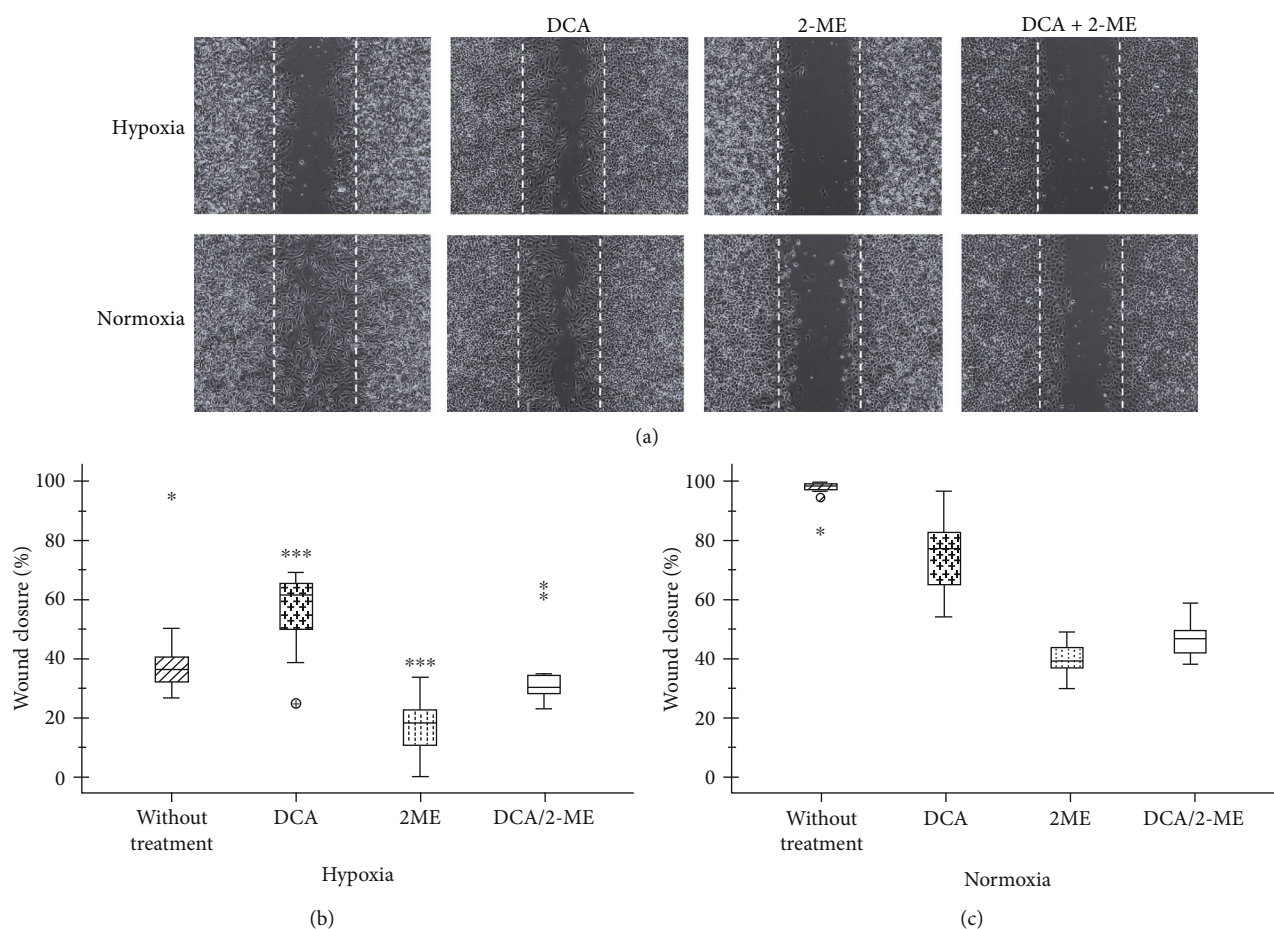 DCA 2-ME DCA + 2-ME
Hypoxia
Normoxia
(a)
Wound closure (%)
100
80
60
40
20
0
*
***
***
*
*
Without treatment
DCA
2ME
DCA/2-ME
Hypoxia
(b)
Wound closure (%)
100
80
60
40
20
0
*
Without treatment
DCA
2ME
DCA/2-ME
Normoxia
(c)